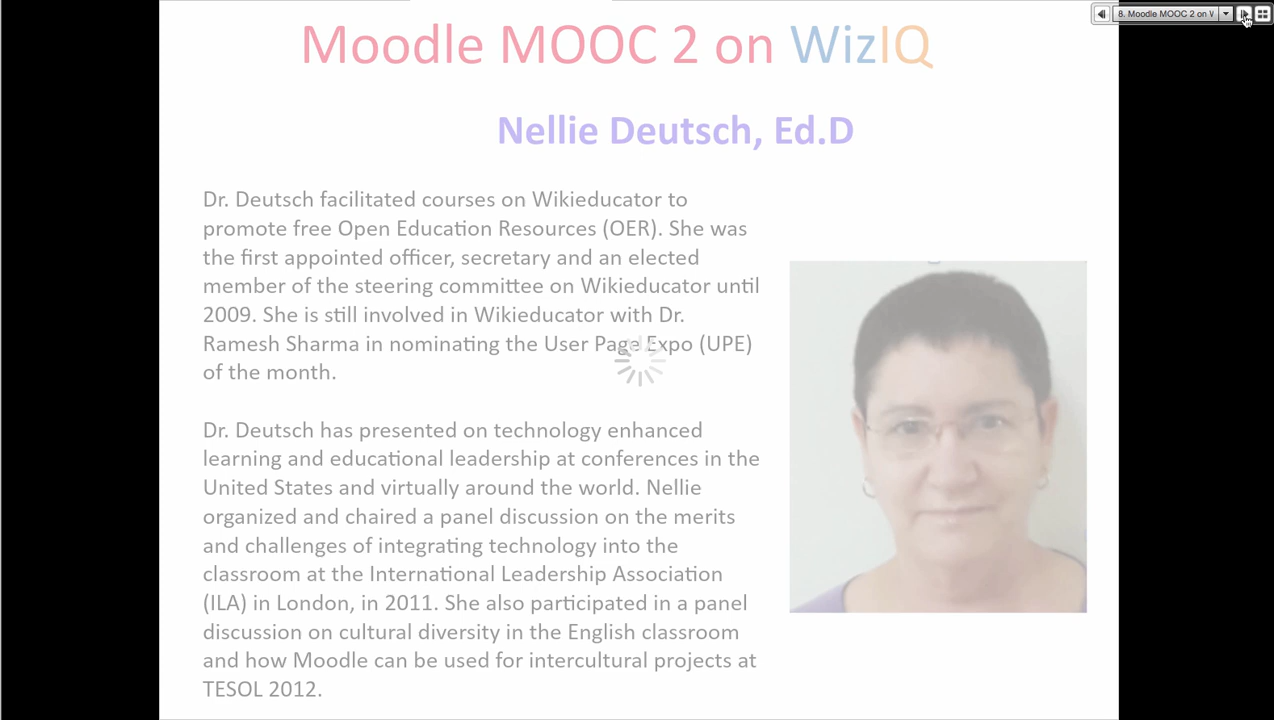 8. Moodle MOOC 2 on V
Moodle MOOC 2 on WizIQ
Nellie Deutsch, Ed.D
Dr. Deutsch facilitated courses on Wikieducator to
promote free Open Education Resources (OER). She was
the first appointed officer, secretary and an elected
member of the steering committee on Wikieducator until
2009. She is still involved in Wikieducator with Dr.
Ramesh Sharma in nominating the User Page Expo (UPE)
of the month.
Dr. Deutsch has presented on technology enhanced
learning and educational leadership at conferences in the
United States and virtually around the world. Nellie
organized and chaired a panel discussion on the merits
and challenges of integrating technology into the
classroom at the International Leadership Association
(ILA) in London, in 2011. She also participated in a panel
discussion on cultural diversity in the English classroom
and how Moodle can be used for intercultural projects at
TESOL 2012.